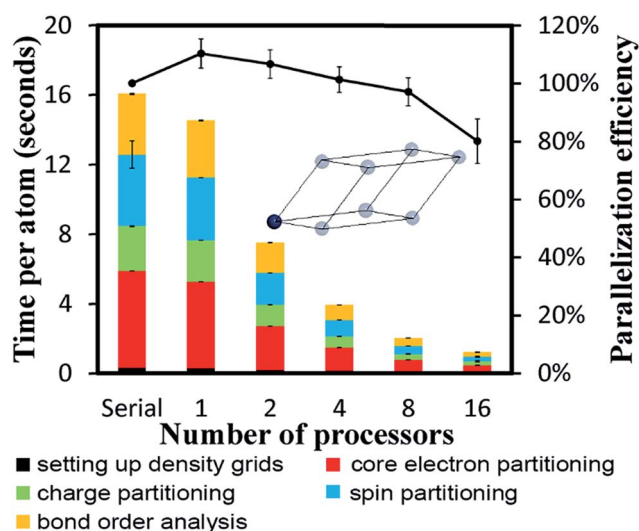 Time per atom (seconds)
20
16
12
8
4
0
120%
100%
80%
60%
40%
20%
0%
Parallelization efficiency
Serial 1 2 4 8 16
Number of processors
setting up density grids
core electron partitioning
charge partitioning
spin partitioning
bond order analysis